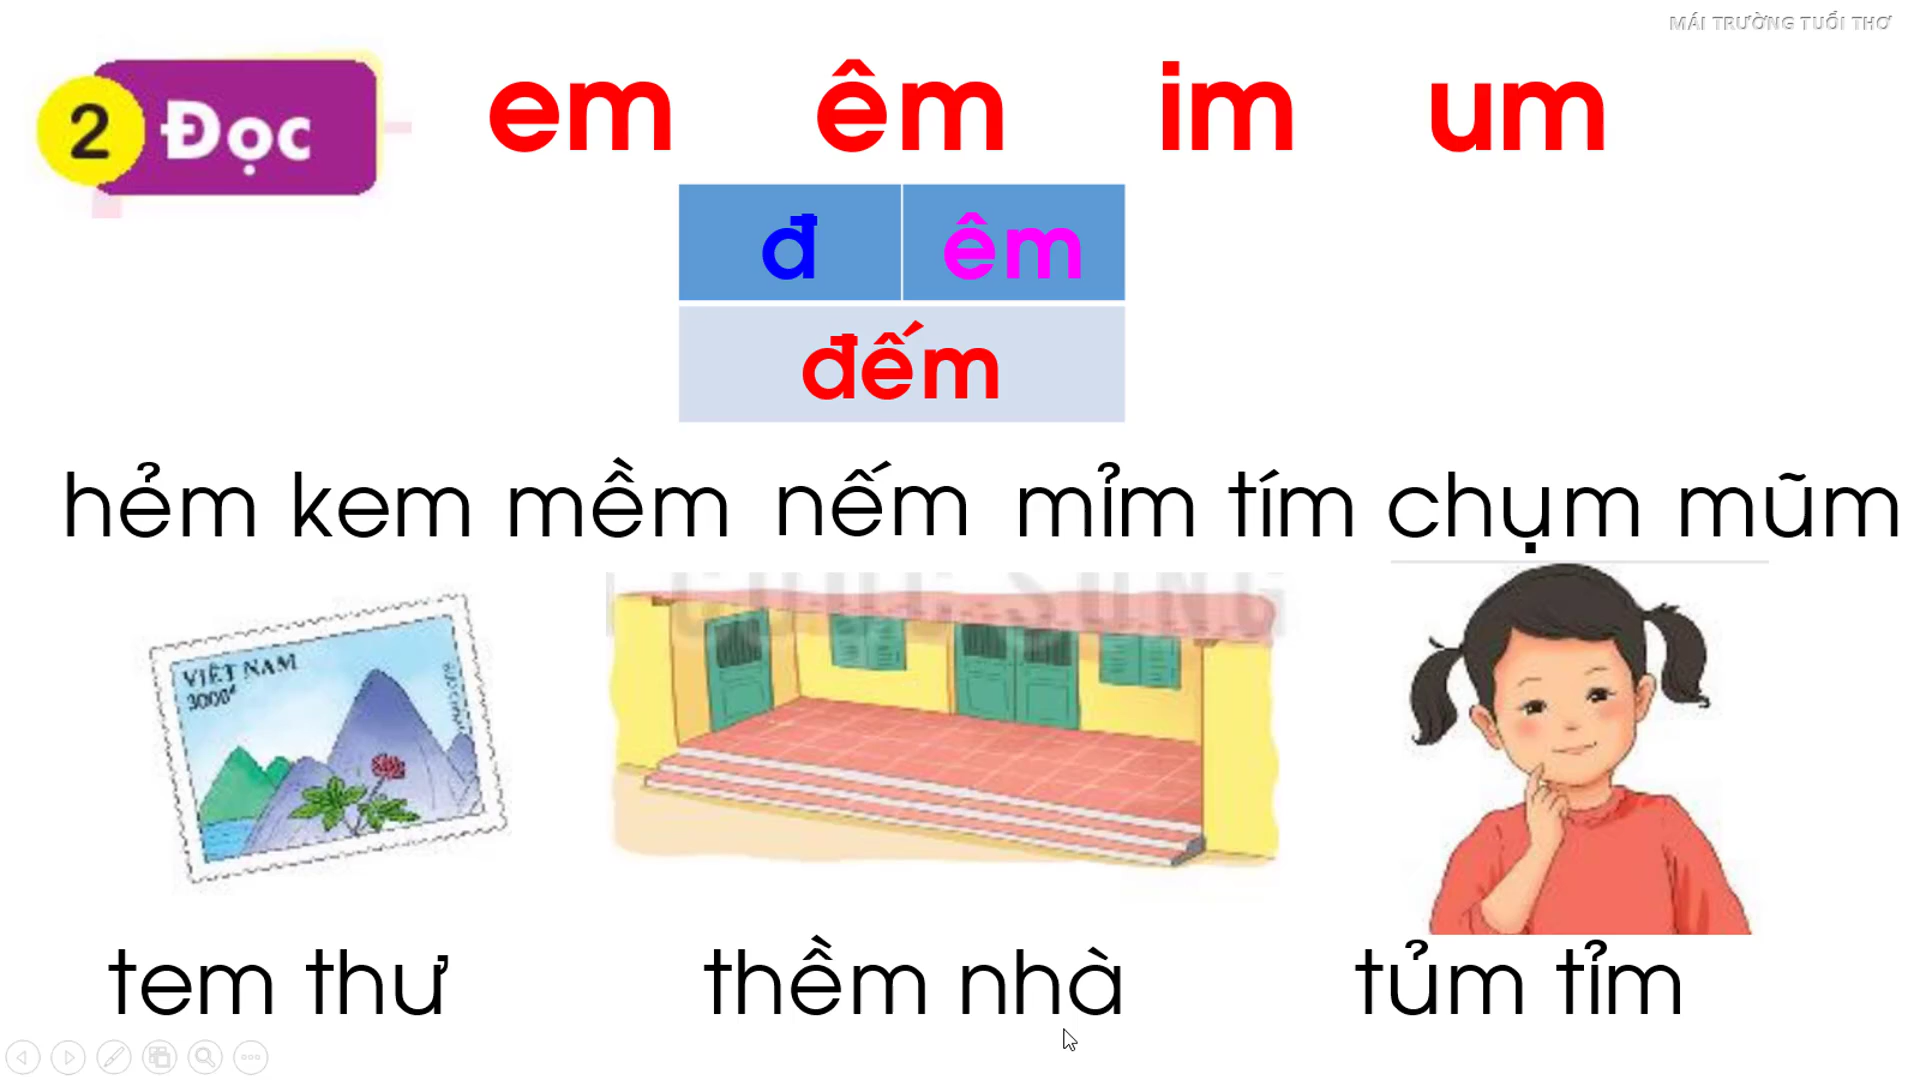 MÁI TRƯỜNG TUỔI THƠ
2 Đọc
em êm im um
đ êm
đếm
hẻm kem mềm nếm mỉm tím chụm mũm
VIỆT NAM
3000đ
tem thư thềm nhà tủm tỉm